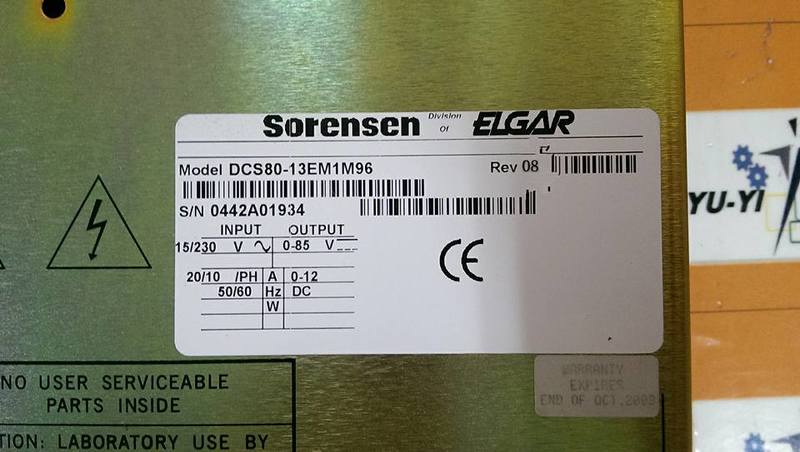 Sorensen Division Of ELGAR
Model DCS80-13EM1M96 Rev 08
S/N 0442A01934
INPUT OUTPUT
15/230 V 0-85 V
20/10 /PH A 0-12
50/60 Hz DC
W
CE
YU-YI
WARRANTY
EXPIRES
END OF OCT.2009
NO USER SERVICEABLE
PARTS INSIDE
TION: LABORATORY USE BY